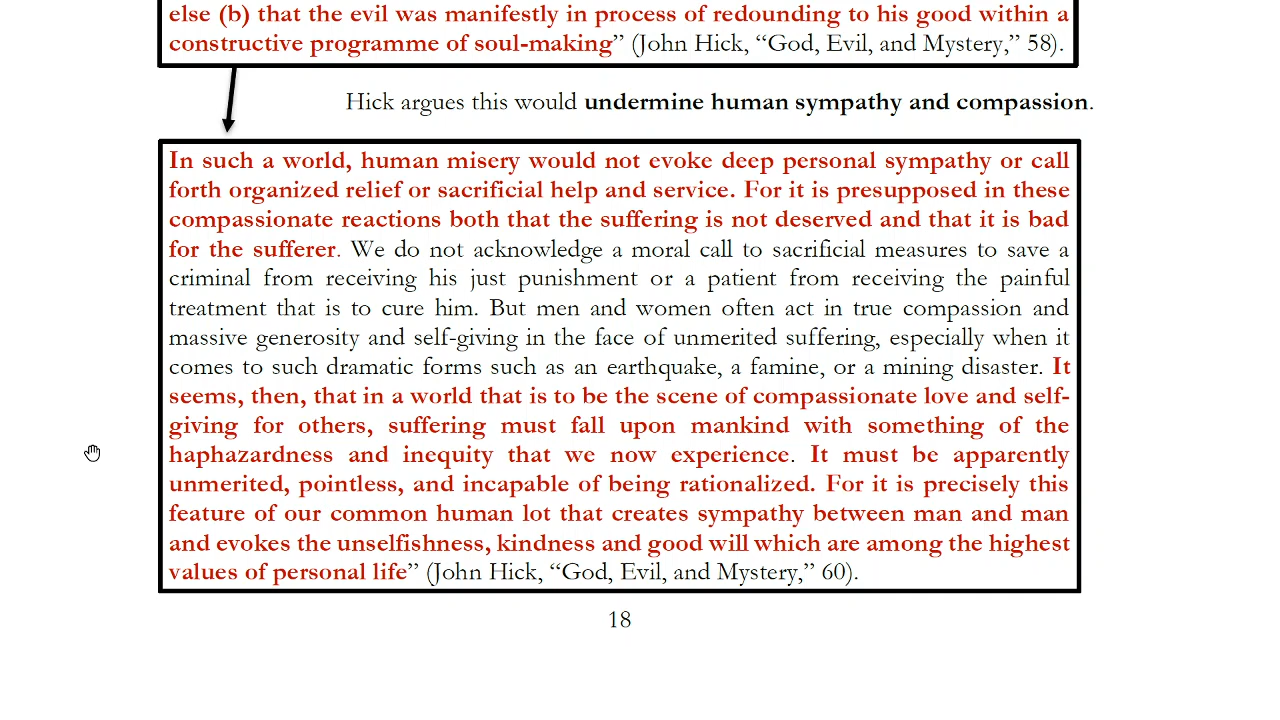 else (b) that the evil was manifestly in process of redounding to his good within a
constructive programme of soul-making” (John Hick, “God, Evil, and Mystery,” 58).
Hick argues this would undermine human sympathy and compassion.
In such a world, human misery would not evoke deep personal sympathy or call
forth organized relief or sacrificial help and service. For it is presupposed in these
compassionate reactions both that the suffering is not deserved and that it is bad
for the sufferer. We do not acknowledge a moral call to sacrificial measures to save a
criminal from receiving his just punishment or a patient from receiving the painful
treatment that is to cure him. But men and women often act in true compassion and
massive generosity and self-giving in the face of unmerited suffering, especially when it
comes to such dramatic forms such as an earthquake, a famine, or a mining disaster. It
seems, then, that in a world that is to be the scene of compassionate love and self-
giving for others, suffering must fall upon mankind with something of the
haphazardness and inequity that we now experience. It must be apparently
unmerited, pointless, and incapable of being rationalized. For it is precisely this
feature of our common human lot that creates sympathy between man and man
and evokes the unselfishness, kindness and good will which are among the highest
values of personal life” (John Hick, “God, Evil, and Mystery,” 60).
18